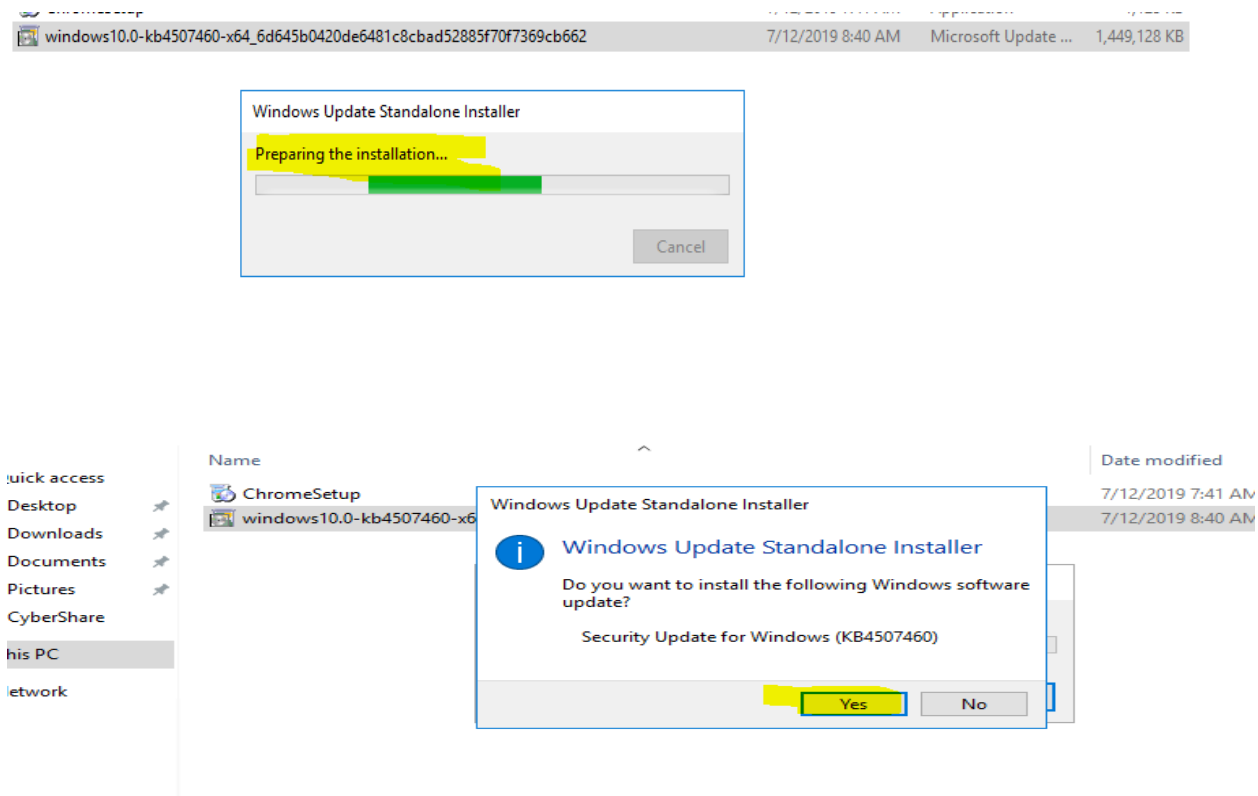 windows10.0-kb4507460-x64_6d645b0420de6481c8cbad52885f70f7369cb662 7/12/2019 8:40 AM Microsoft Update ... 1,449,128 KB
Windows Update Standalone Installer
Preparing the installation...
Cancel
Name Date modified
uick access
ChromeSetup 7/12/2019 7:41 AM
Desktop
windows10.0-kb4507460-x6 7/12/2019 8:40 AM
Windows Update Standalone Installer
Downloads
Windows Update Standalone Installer
Documents
Do you want to install the following Windows software
update?
Pictures
CyberShare
Security Update for Windows (KB4507460)
his PC
etwork
Yes No